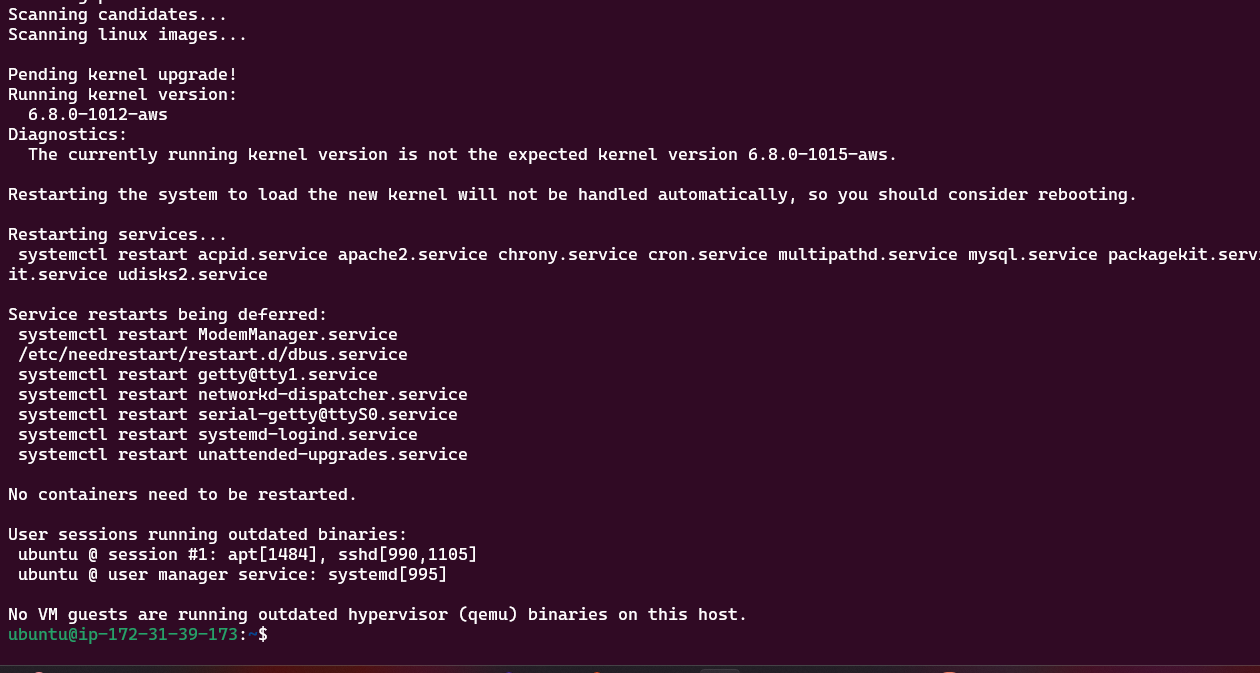 Scanning candidates...
Scanning linux images...
Pending kernel upgrade!
Running kernel version:
6.8.0-1012-aws
Diagnostics:
The currently running kernel version is not the expected kernel version 6.8.0-1015-aws.
Restarting the system to load the new kernel will not be handled automatically, so you should consider rebooting.
Restarting services...
systemctl restart acpid.service apache2.service chrony.service cron.service multipathd.service mysql.service packagekit.serv
it.service udisks2.service
Service restarts being deferred:
systemctl restart ModemManager.service
/etc/needrestart/restart.d/dbus.service
systemctl restart getty@tty1.service
systemctl restart networkd-dispatcher.service
systemctl restart serial-getty@ttyS0.service
systemctl restart systemd-logind.service
systemctl restart unattended-upgrades.service
No containers need to be restarted.
User sessions running outdated binaries:
ubuntu @ session #1: apt[1484], sshd[990,1105]
ubuntu @ user manager service: systemd[995]
No VM guests are running outdated hypervisor (qemu) binaries on this host.
ubuntu@ip-172-31-39-173:~$